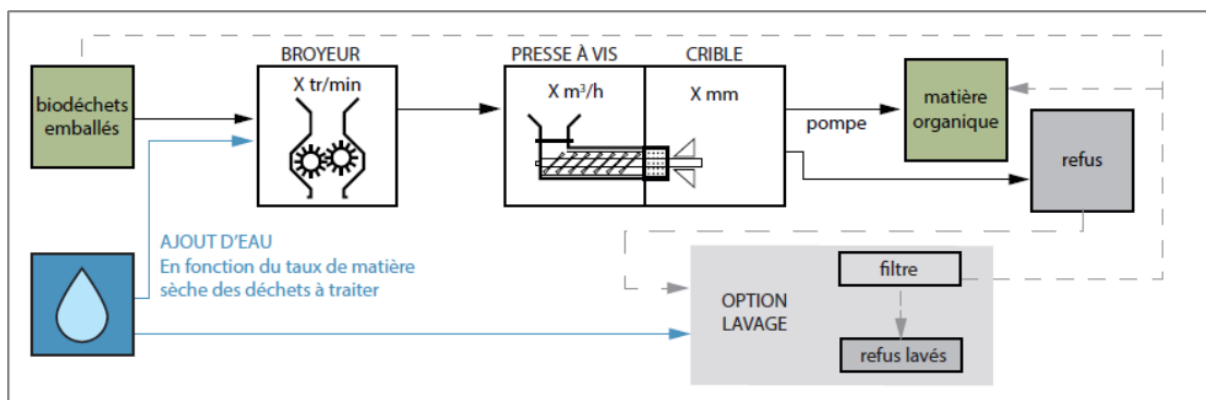 BROYEUR
PRESSE À VIS
CRIBLE
biodéchets
emballés
X tr/min
X m³/h
X mm
pompe
matière
organique
refus
AJOUT D'EAU
En fonction du taux de matière
sèche des déchets à traiter
OPTION
LAVAGE
filtre
refus lavés